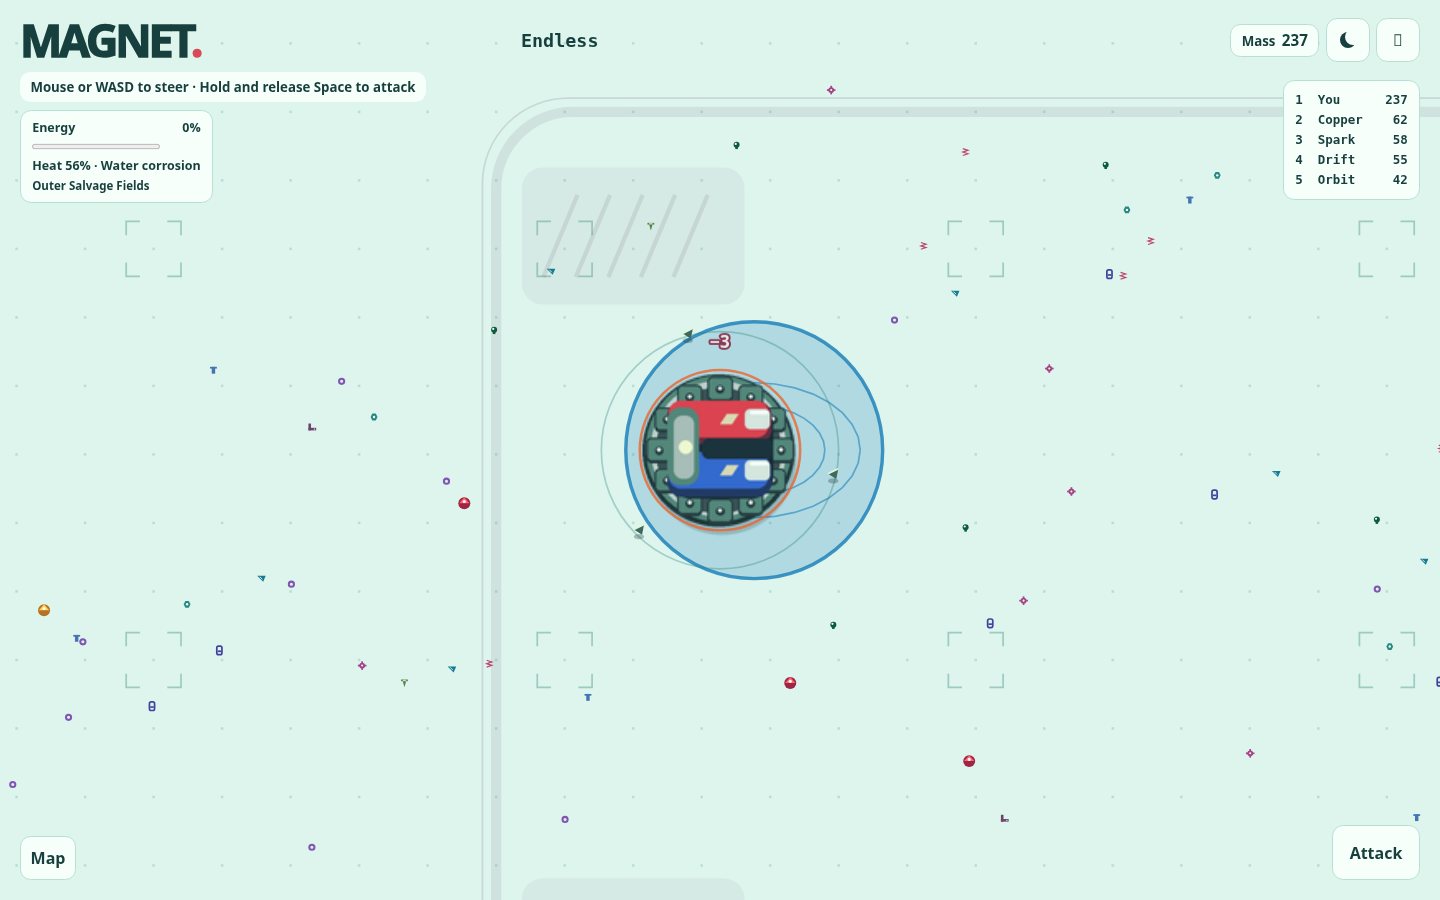 MAGNET.
Endless
Mass 237
Mouse or WASD to steer · Hold and release Space to attack
Energy 0%
Heat 56% · Water corrosion
Outer Salvage Fields
1 You 237
2 Copper 62
3 Spark 58
4 Drift 55
5 Orbit 42
-3
Map
Attack